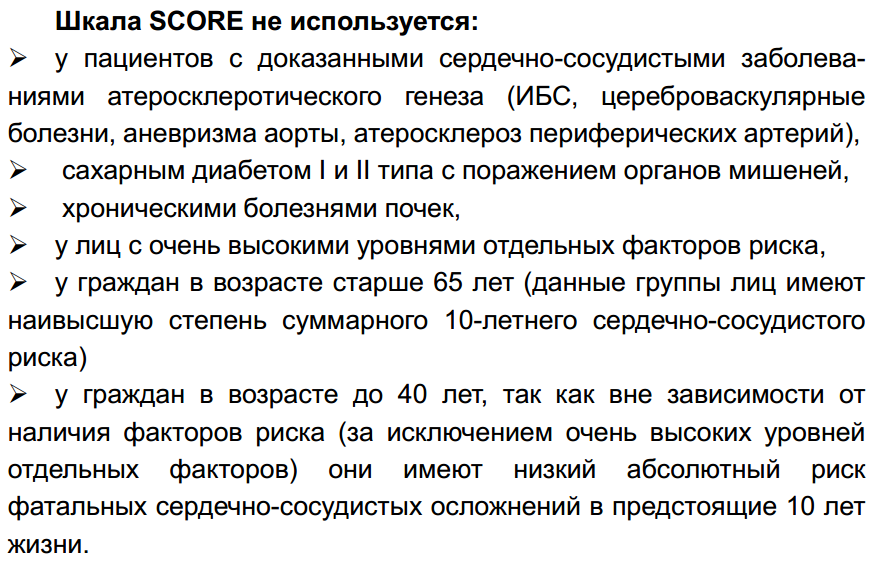 Шкала SCORE не используется:
➢ у пациентов с доказанными сердечно-сосудистыми заболева-
ниями атеросклеротического генеза (ИБС, цереброваскулярные
болезни, аневризма аорты, атеросклероз периферических артерий),
➢ сахарным диабетом I и II типа с поражением органов мишеней,
➢ хроническими болезнями почек,
➢ у лиц с очень высокими уровнями отдельных факторов риска,
➢ у граждан в возрасте старше 65 лет (данные группы лиц имеют
наивысшую степень суммарного 10-летнего сердечно-сосудистого
риска)
➢ у граждан в возрасте до 40 лет, так как вне зависимости от
наличия факторов риска (за исключением очень высоких уровней
отдельных факторов) они имеют низкий абсолютный риск
фатальных сердечно-сосудистых осложнений в предстоящие 10 лет
жизни.